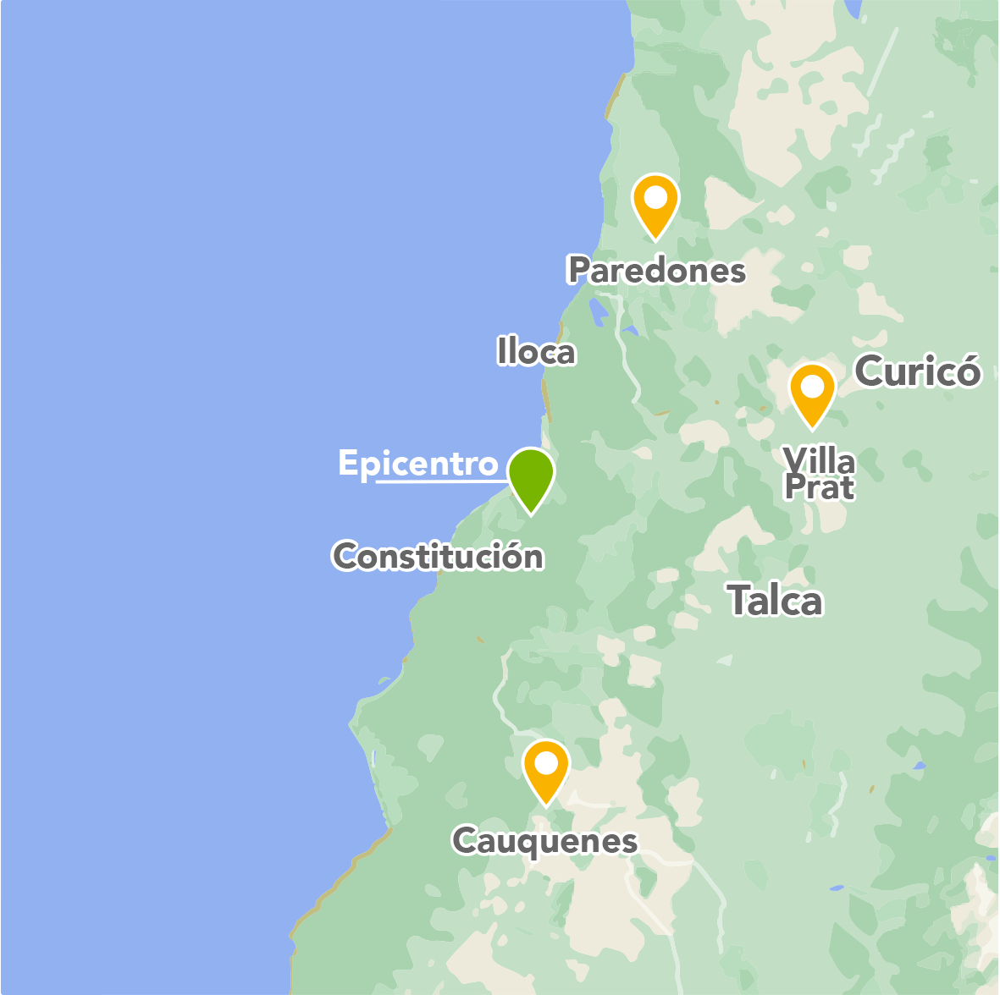 Paredones
Iloca
Curicó
Epicentro
Villa
Prat
Constitución
Talca
Cauquenes